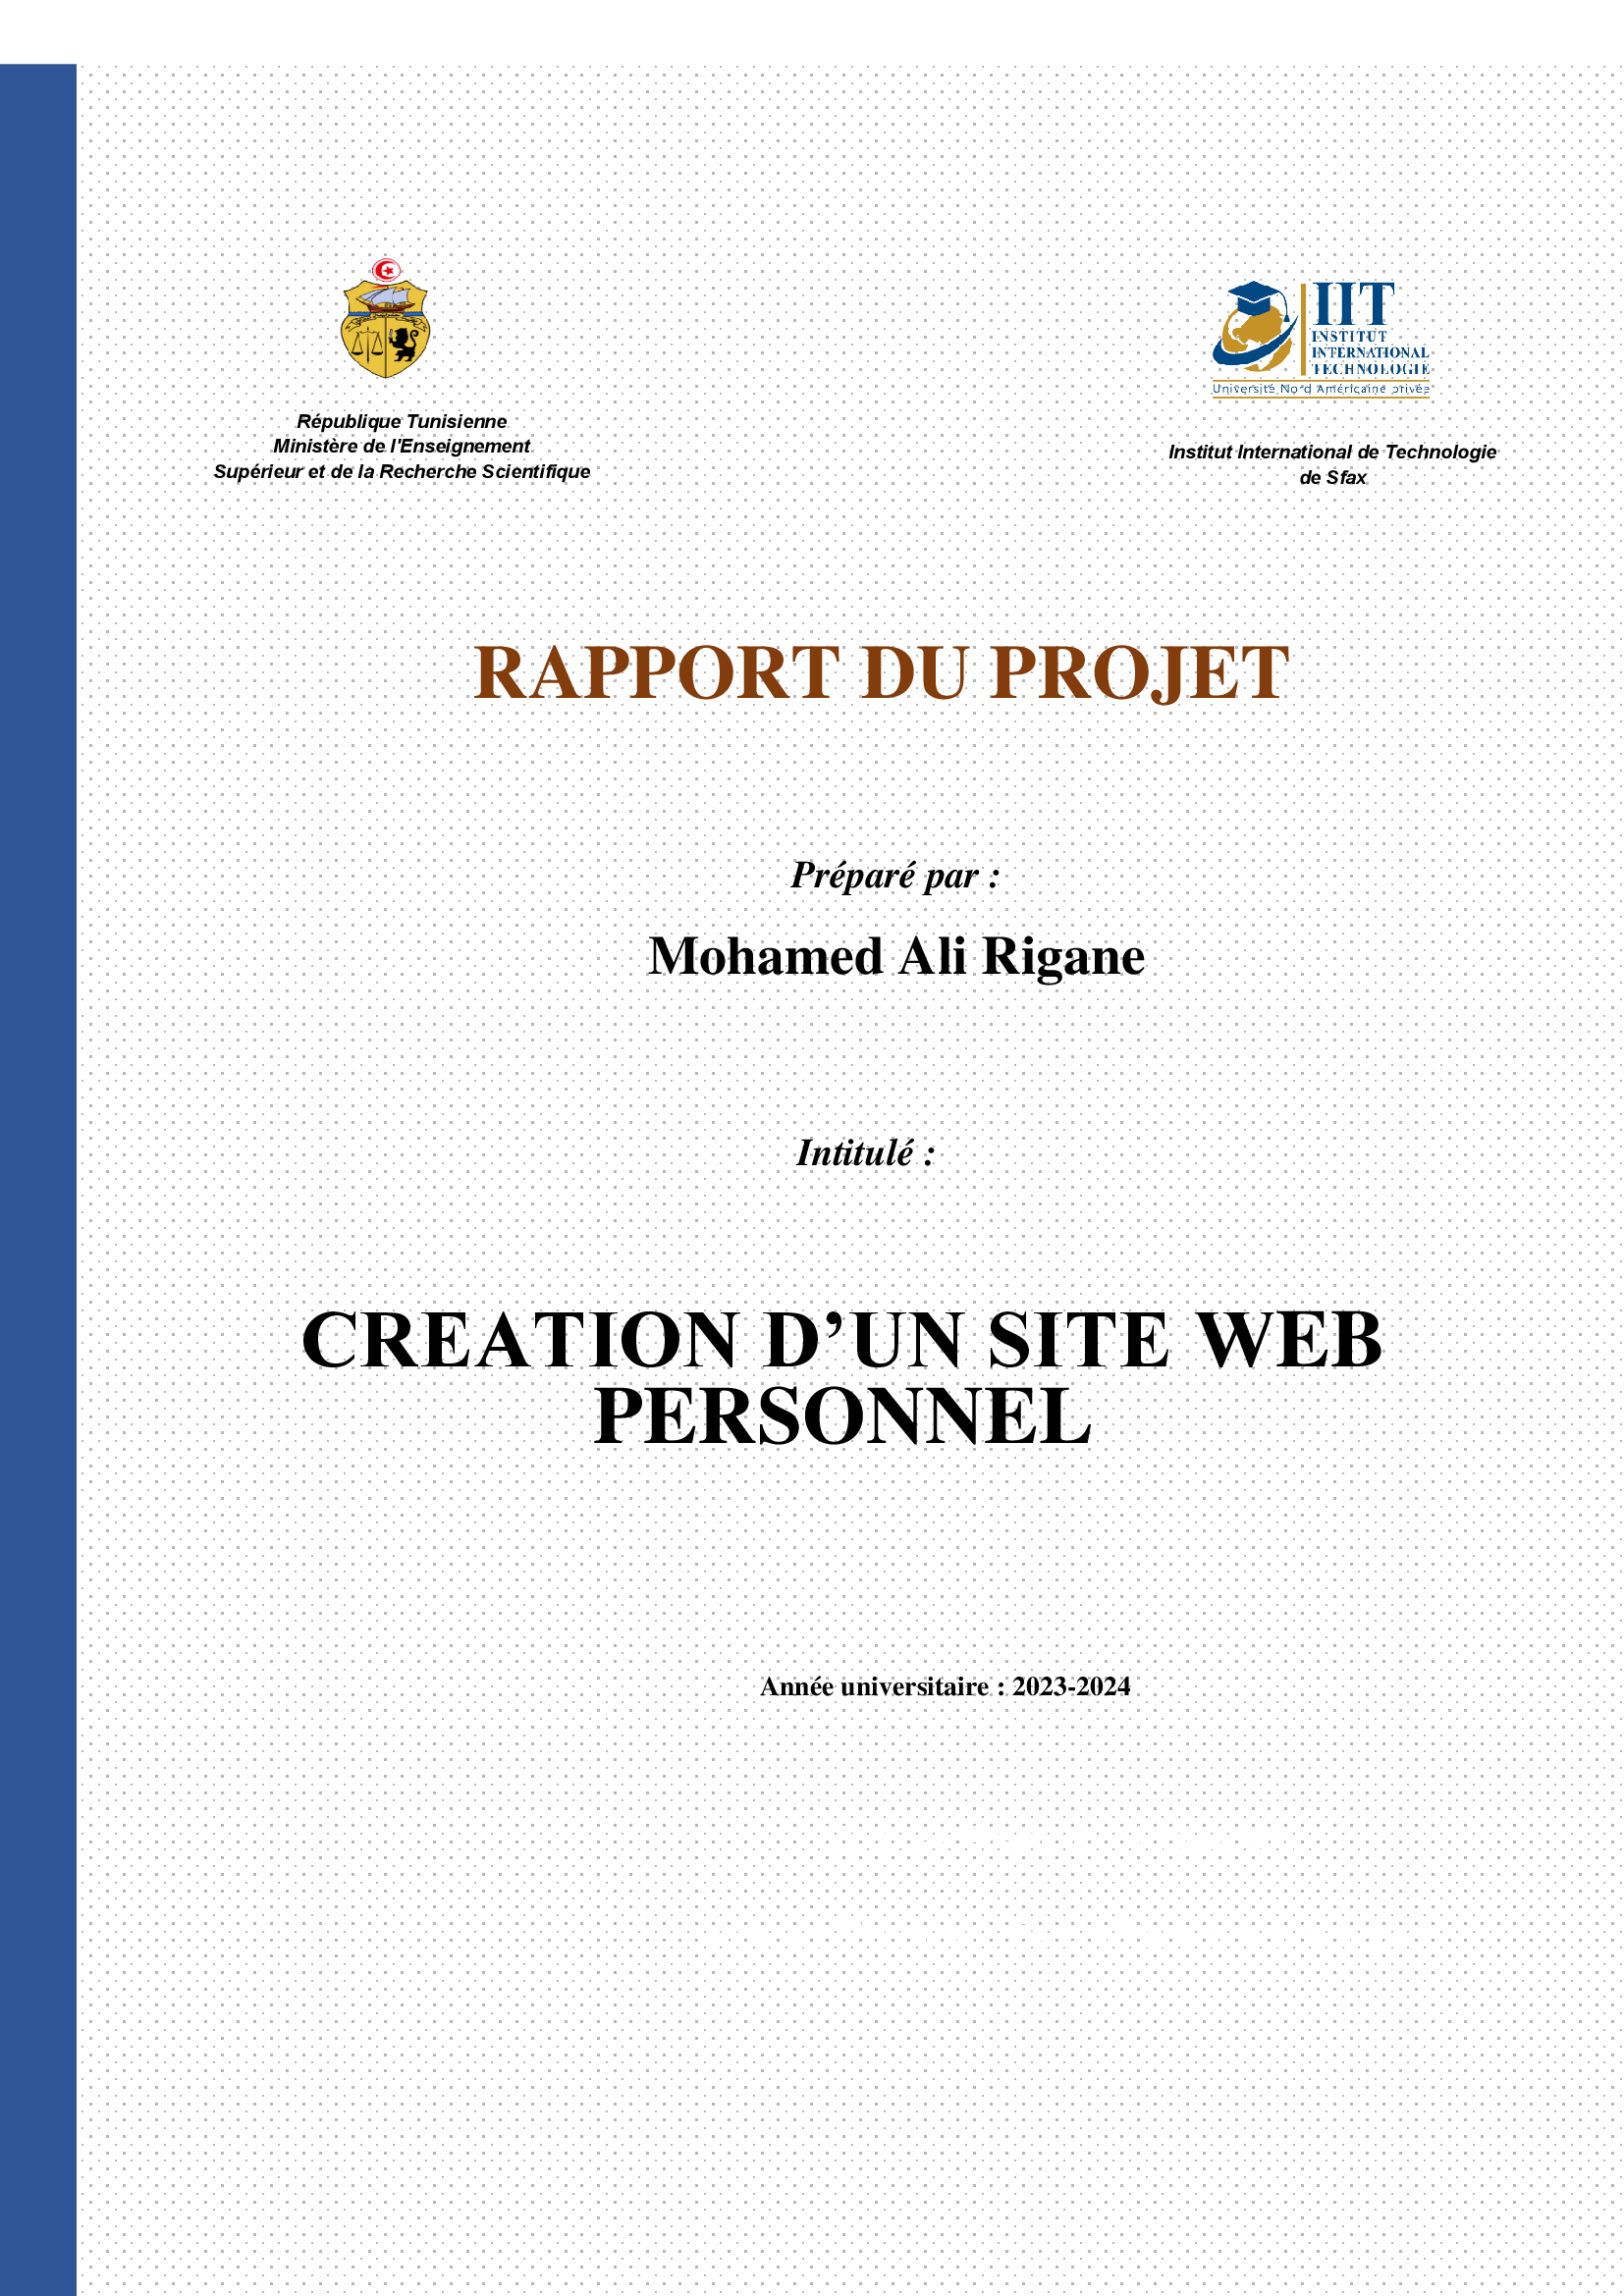 IIT
INSTITUT
INTERNATIONAL
TECHNOLOGIE
Université Nord Américaine privée
République Tunisienne
Ministère de l'Enseignement
Supérieur et de la Recherche Scientifique
Institut International de Technologie
de Sfax
RAPPORT DU PROJET
Préparé par :
Mohamed Ali Rigane
Intitulé :
CREATION D’UN SITE WEB
PERSONNEL
Année universitaire : 2023-2024